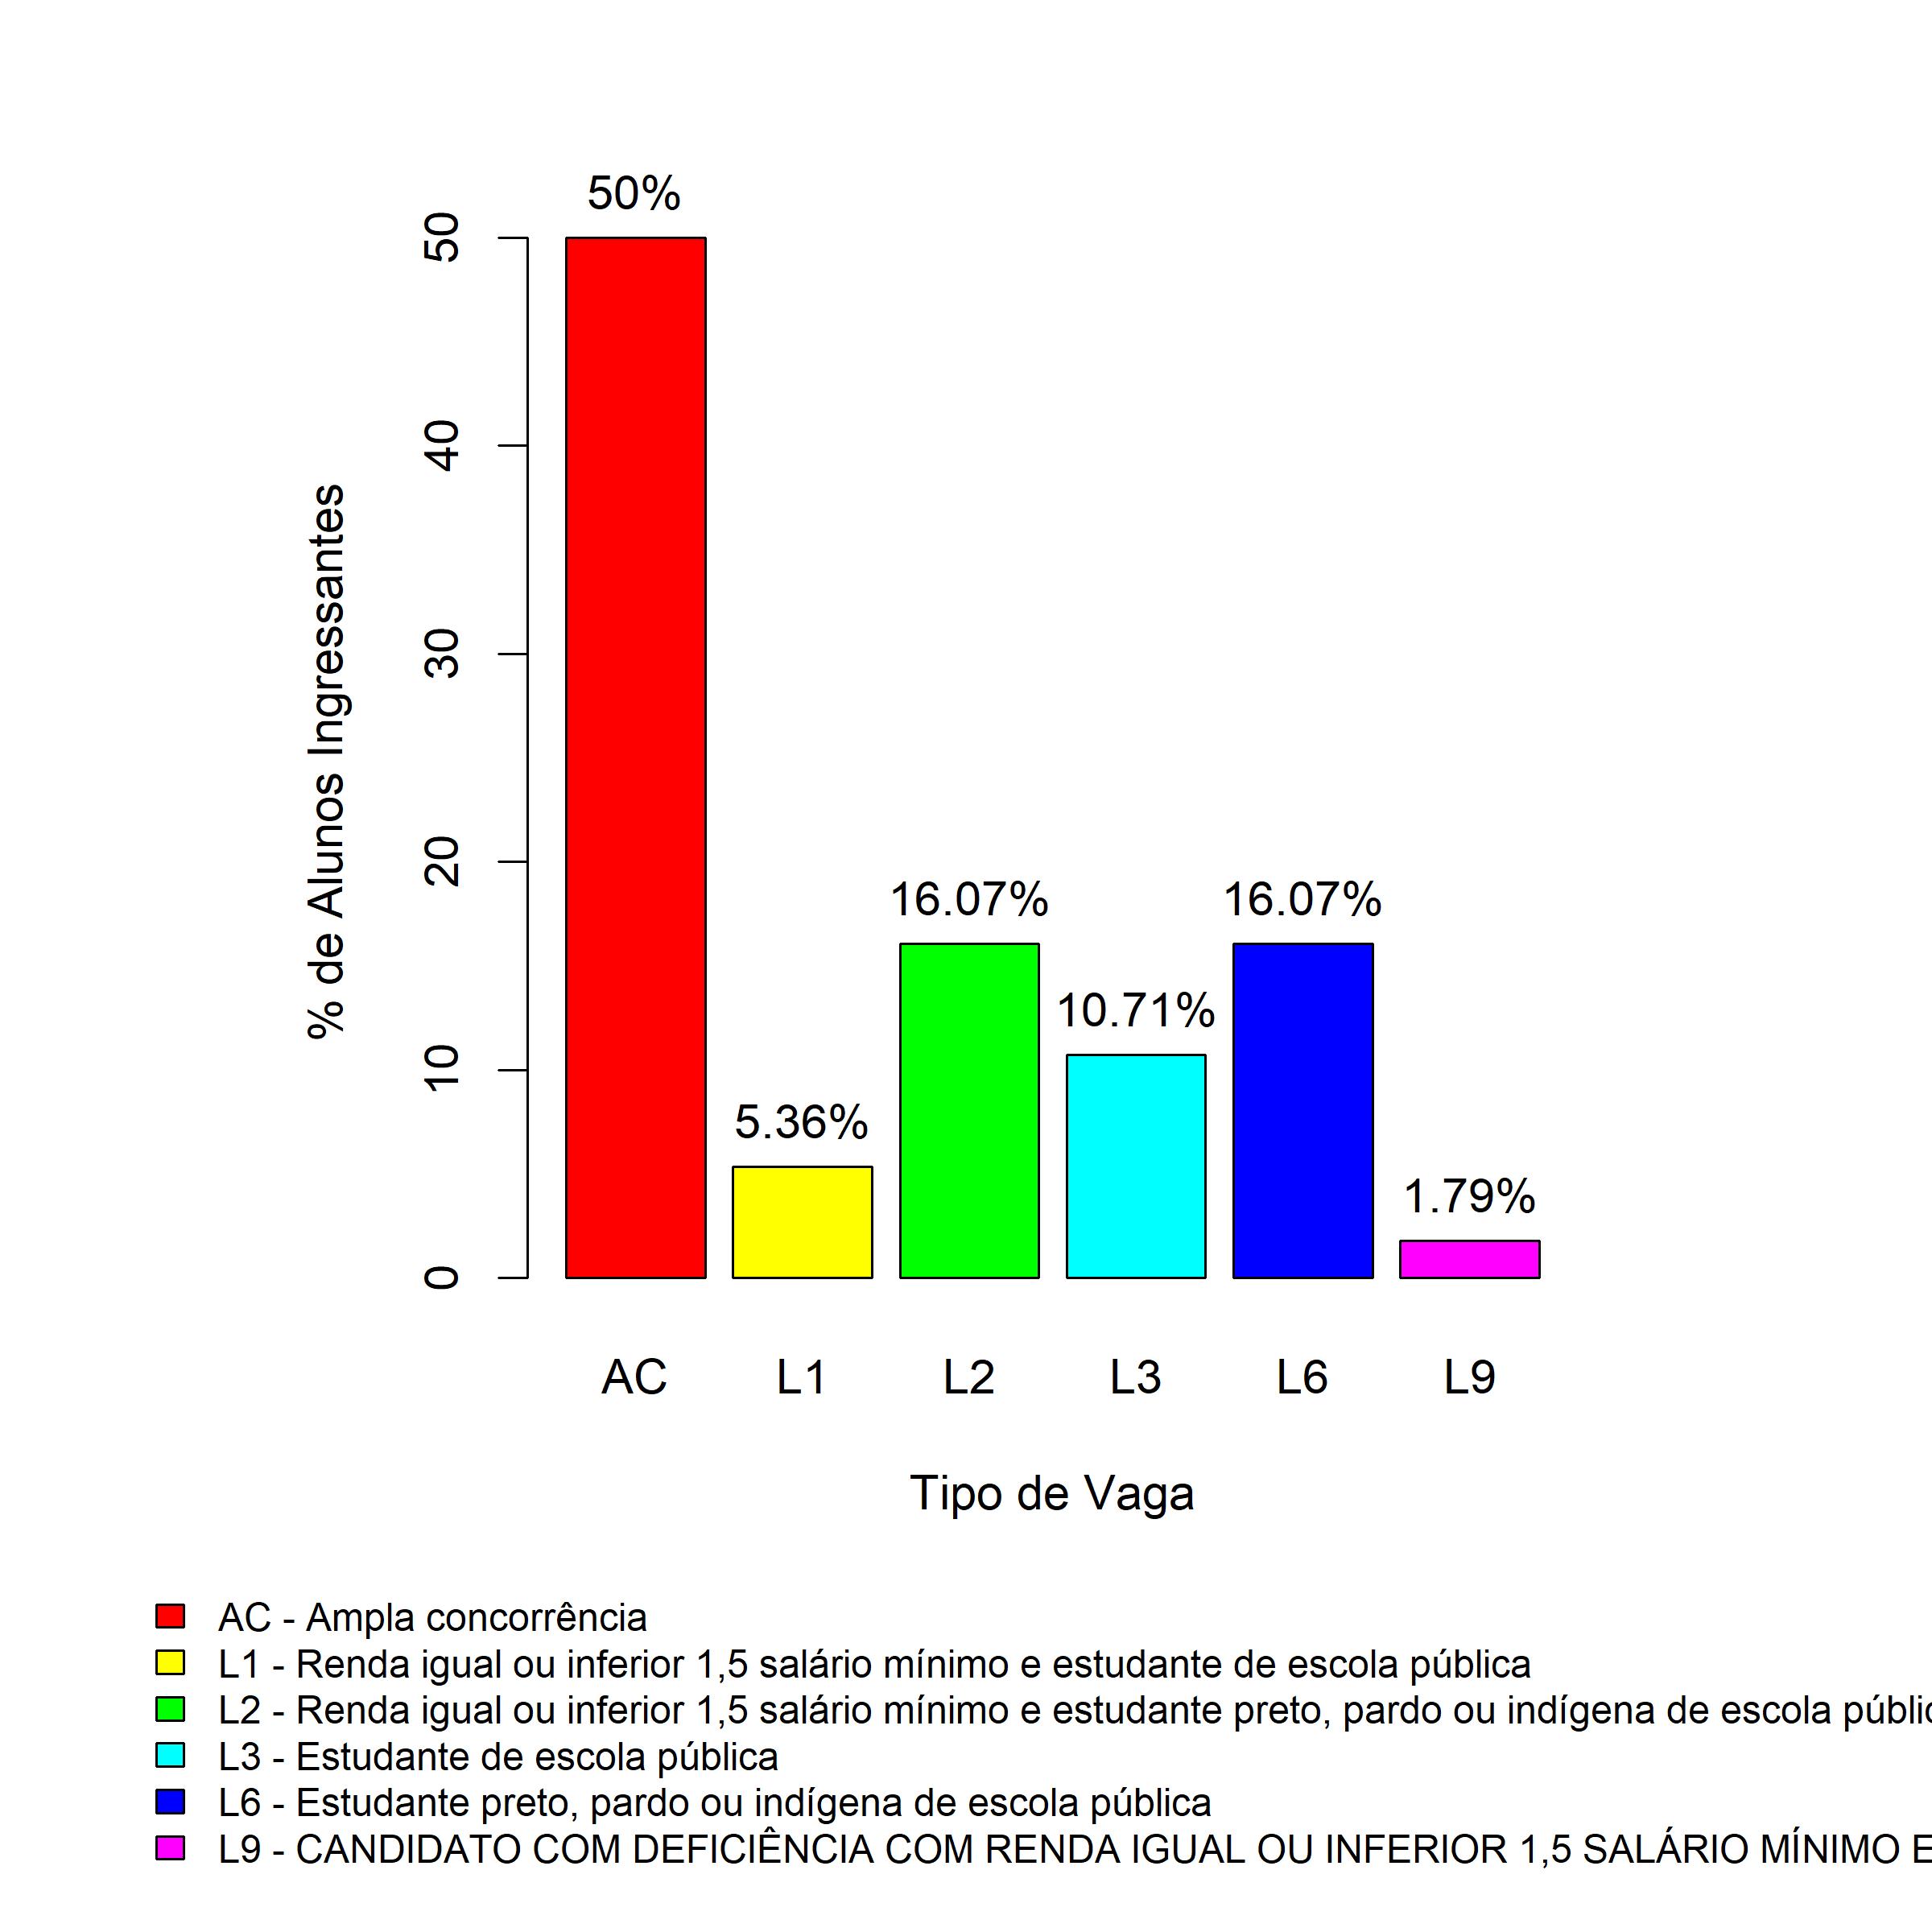 50%
50
40
30
20
10
0
% de Alunos Ingressantes
16.07%
16.07%
10.71%
5.36%
1.79%
AC L1 L2 L3 L6 L9
Tipo de Vaga
AC - Ampla concorrência
L1 - Renda igual ou inferior 1,5 salário mínimo e estudante de escola pública
L2 - Renda igual ou inferior 1,5 salário mínimo e estudante preto, pardo ou indígena de escola públic
L3 - Estudante de escola pública
L6 - Estudante preto, pardo ou indígena de escola pública
L9 - CANDIDATO COM DEFICIÊNCIA COM RENDA IGUAL OU INFERIOR 1,5 SALÁRIO MÍNIMO E